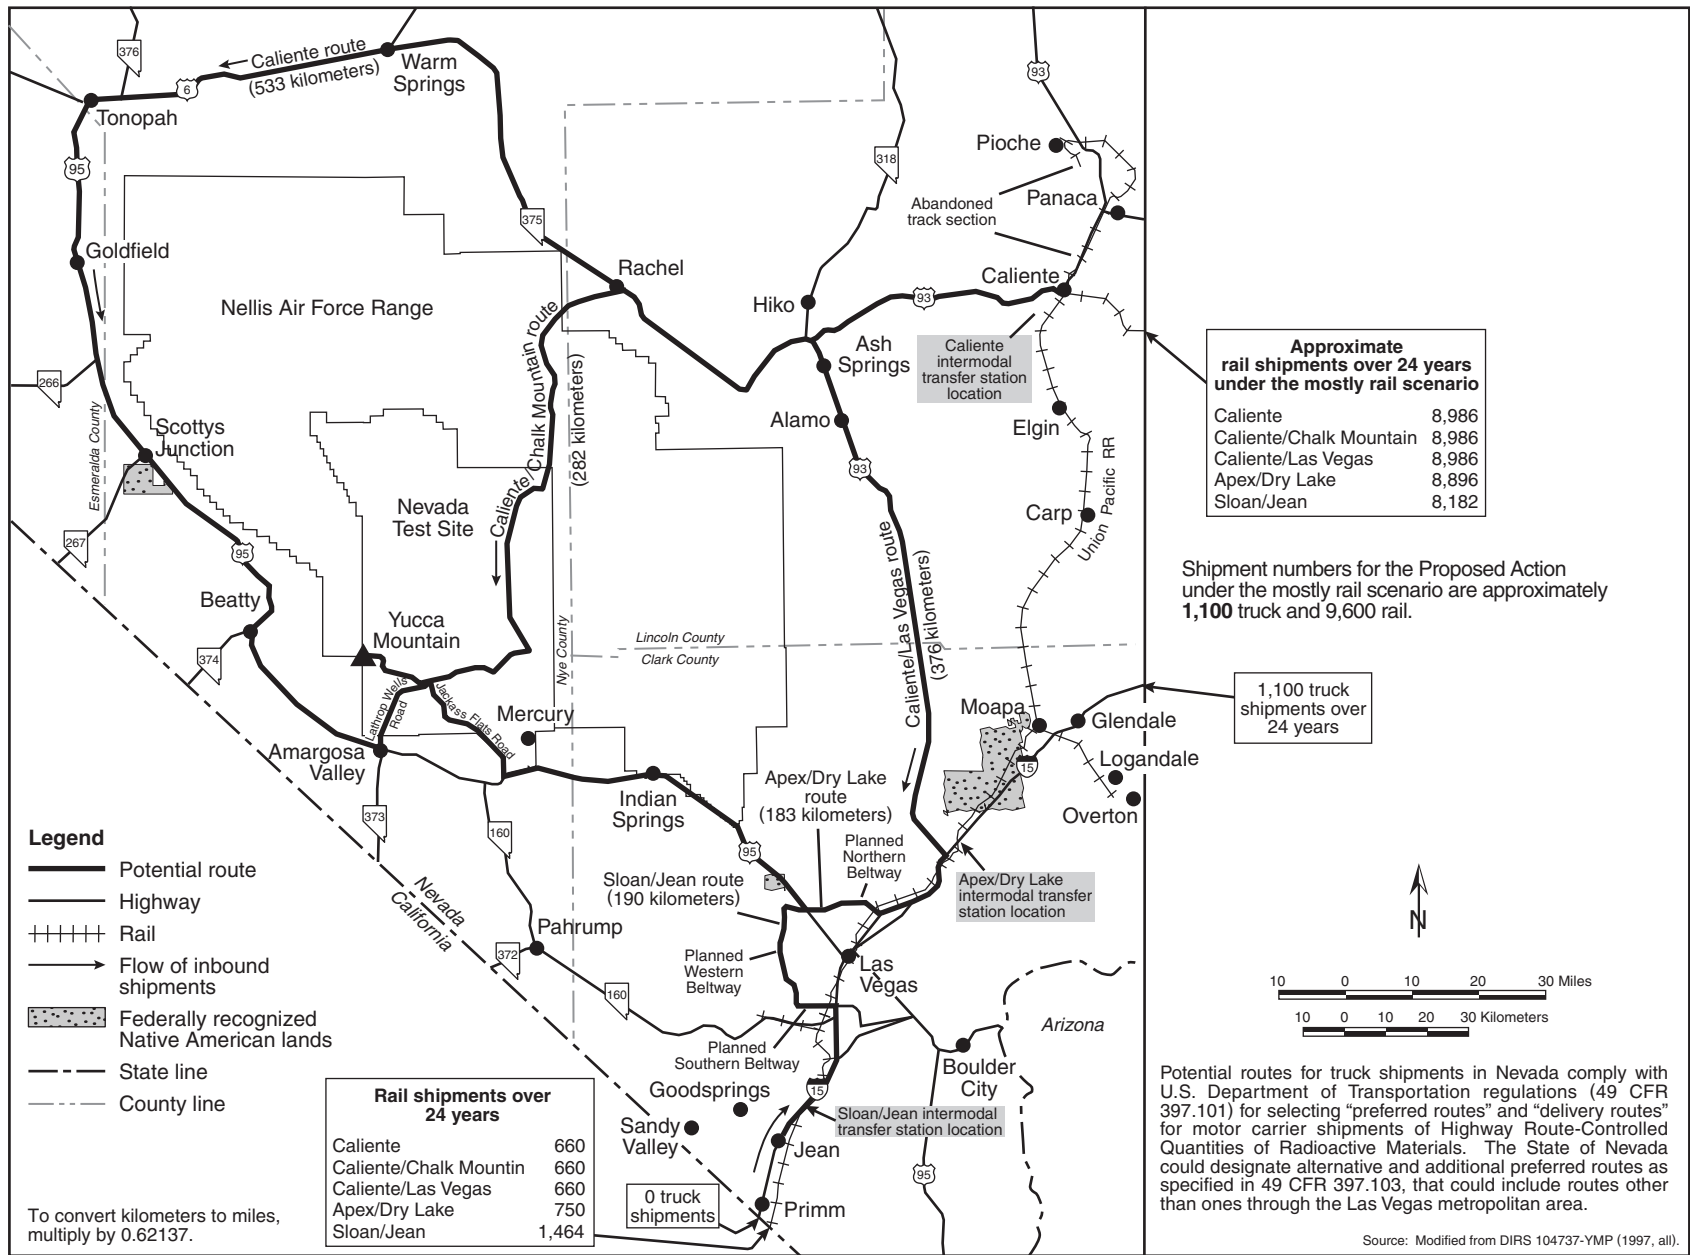 376
Caliente route
(533 kilometers)
6
Warm
Springs
Tonopah
95
93
Pioche
318
Abandoned
track section
Panaca
375
Goldfield
Nellis Air Force Range
Rachel
Caliente
Hiko
93
Ash
Springs
Caliente
intermodal
transfer station
location
Caliente/Chalk Mountain route
(282 kilometers)
Approximate
rail shipments over 24 years
under the mostly rail scenario
Caliente 8,986
Caliente/Chalk Mountain 8,986
Caliente/Las Vegas 8,986
Apex/Dry Lake 8,896
Sloan/Jean 8,182
266
Esmeralda County
Scottys
Junction
Alamo
Elgin
93
Union Pacific RR
Nevada
Test Site
Carp
267
95
Caliente/Las Vegas route
(376 kilometers)
Shipment numbers for the Proposed Action
under the mostly rail scenario are approximately
1,100 truck and 9,600 rail.
Beatty
Yucca
Mountain
Nye County
Lincoln County
Clark County
374
Lathrop Wells
Road
Jackass Flats Road
Mercury
Moapa
Glendale
1,100 truck
shipments over
24 years
Amargosa
Valley
Logandale
15
Overton
Indian
Springs
Apex/Dry Lake
route
(183 kilometers)
373
160
95
Planned
Northern
Beltway
Legend
Potential route
Highway
Rail
Flow of inbound
shipments
Federally recognized
Native American lands
State line
County line
Nevada
California
Sloan/Jean route
(190 kilometers)
Apex/Dry Lake
intermodal transfer
station location
N
Pahrump
372
160
Planned
Western
Beltway
Las
Vegas
10 0 10 20 30 Miles
10 0 10 20 30 Kilometers
Arizona
Planned
Southern Beltway
Boulder
City
15
Goodsprings
Sandy
Valley
Sloan/Jean intermodal
transfer station location
Jean
95
Rail shipments over
24 years
Caliente 660
Caliente/Chalk Mountin 660
Caliente/Las Vegas 660
Apex/Dry Lake 750
Sloan/Jean 1,464
0 truck
shipments
Primm
Potential routes for truck shipments in Nevada comply with
U.S. Department of Transportation regulations (49 CFR
397.101) for selecting “preferred routes” and “delivery routes”
for motor carrier shipments of Highway Route-Controlled
Quantities of Radioactive Materials. The State of Nevada
could designate alternative and additional preferred routes as
specified in 49 CFR 397.103, that could include routes other
than ones through the Las Vegas metropolitan area.
To convert kilometers to miles,
multiply by 0.62137.
Source: Modified from DIRS 104737-YMP (1997, all).